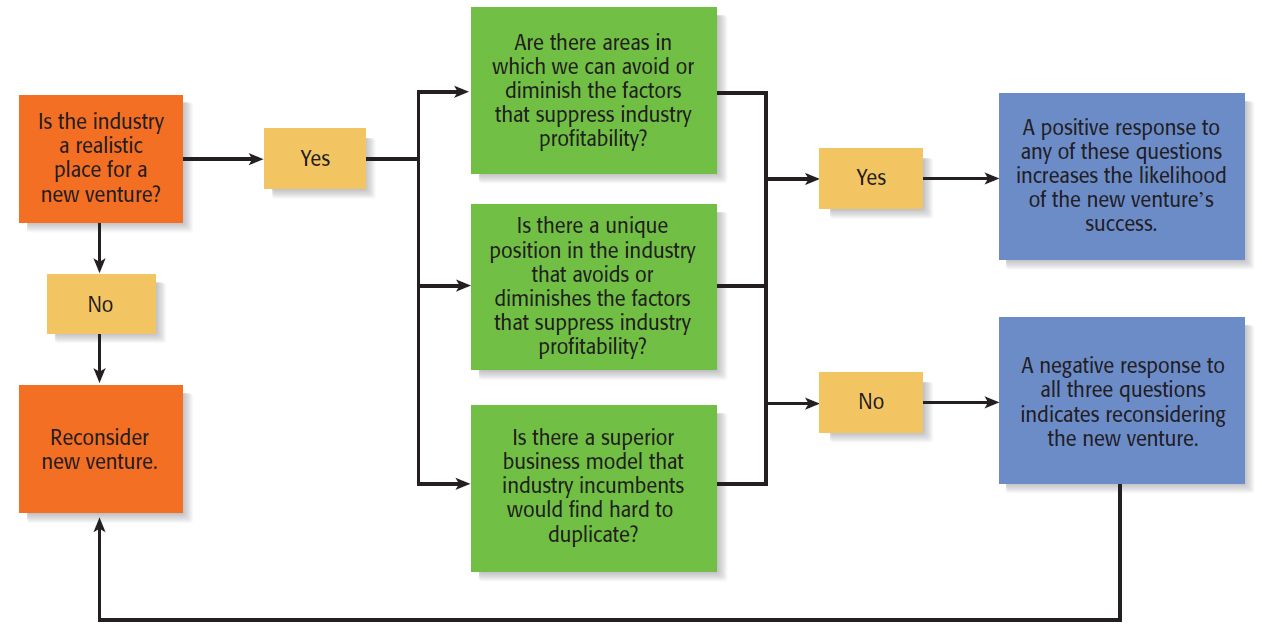 Is the industry
a realistic
place for a
new venture?
Yes
No
Reconsider
new venture.
Are there areas in
which we can avoid or
diminish the factors
that suppress industry
profitability?
Is there a unique
position in the industry
that avoids or
diminishes the factors
that suppress industry
profitability?
Is there a superior
business model that
industry incumbents
would find hard to
duplicate?
Yes
A positive response to
any of these questions
increases the likelihood
of the new venture’s
success.
No
A negative response to
all three questions
indicates reconsidering
the new venture.